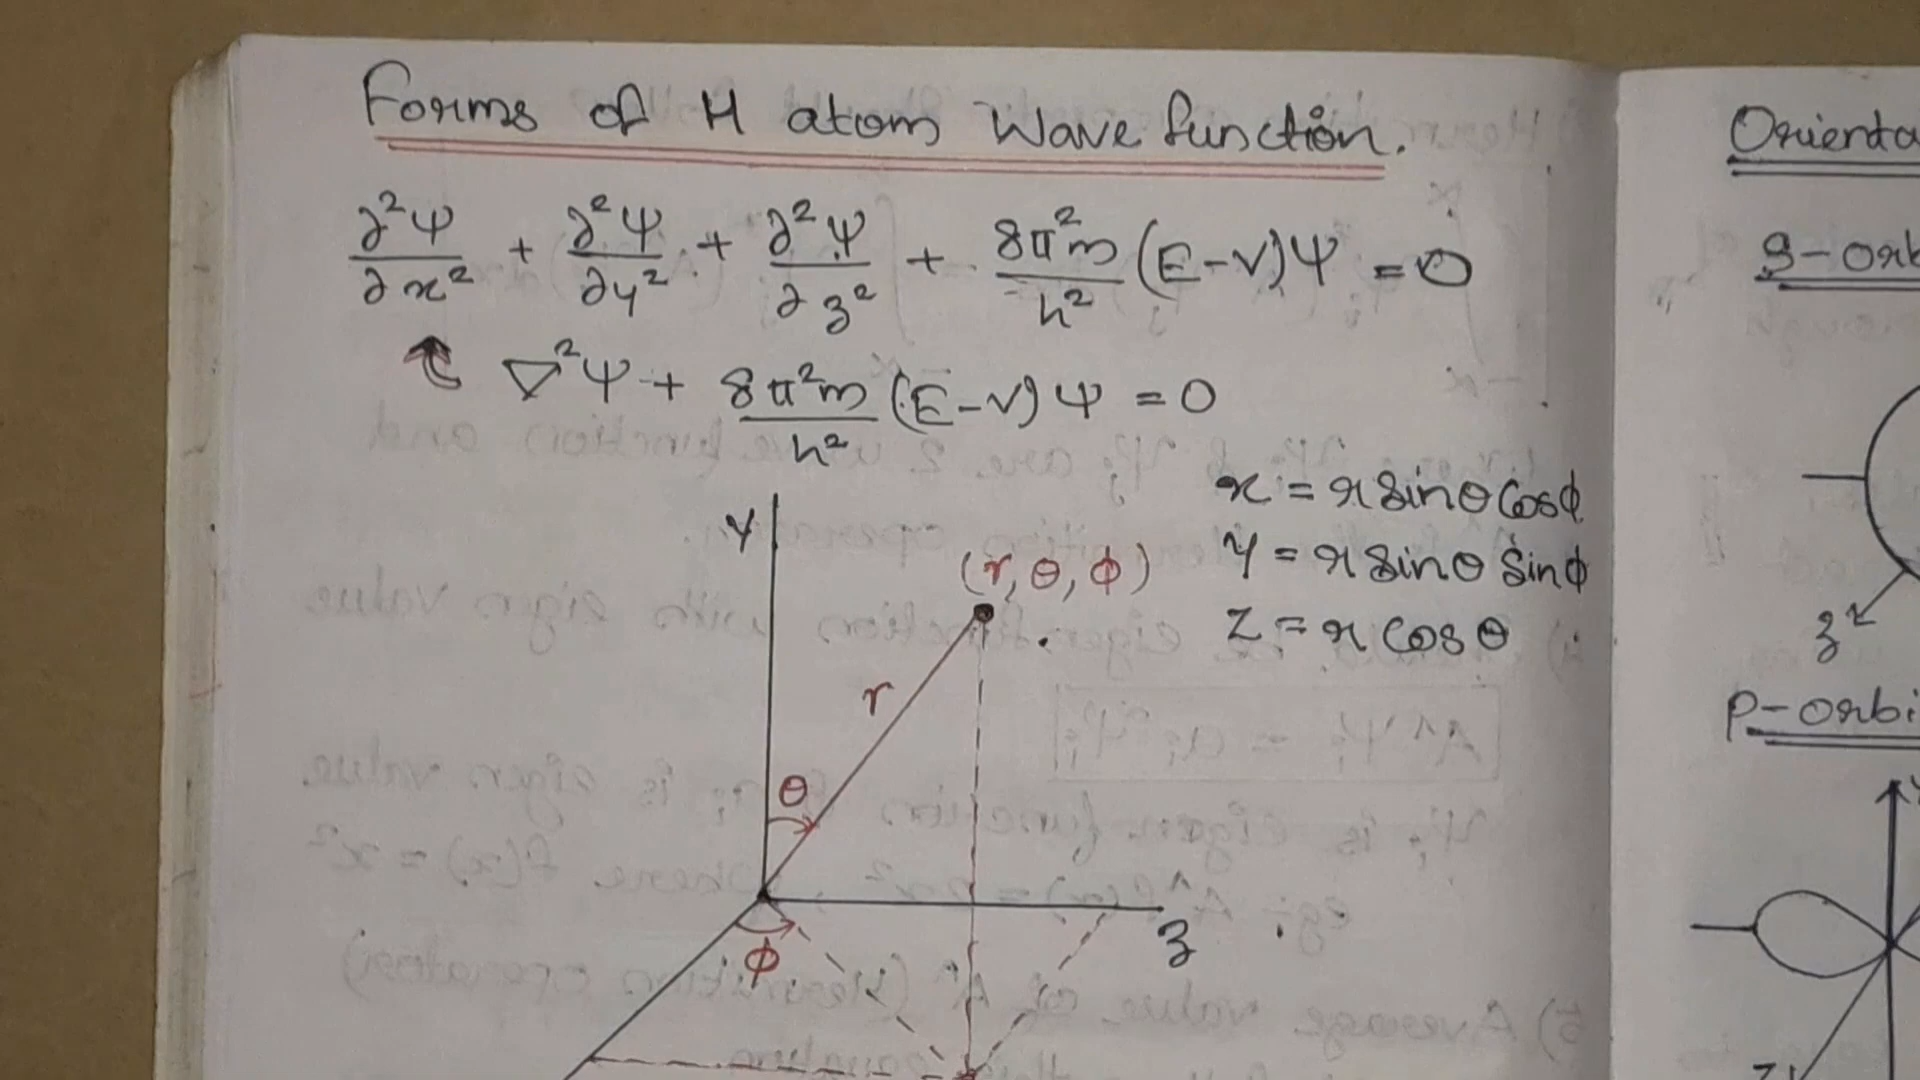 Forms of H atom Wave function.
∂²Ψ/∂x² + ∂²Ψ/∂y² + ∂²Ψ/∂z² + 8π²m/h² (E-V)Ψ = 0
∇²Ψ + 8π²m/h² (E-V)Ψ = 0
x = r sinθ cosϕ
y = r sinθ sinϕ
z = r cosθ
Y
(r, θ, ϕ)
r
θ
z
ϕ
S-orb
z
P-orbi